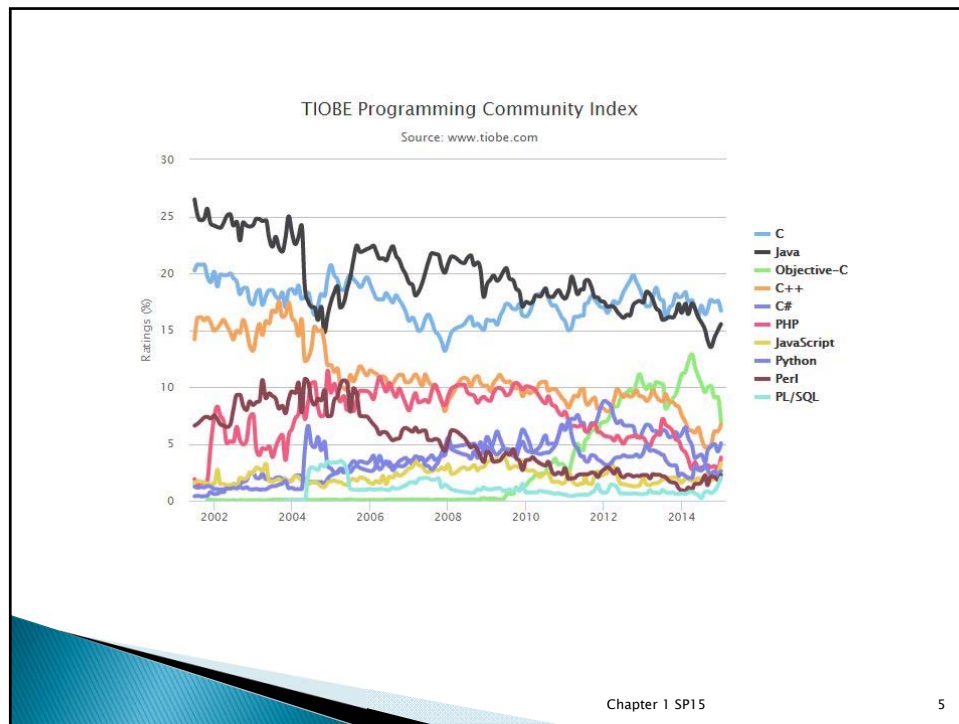 TIOBE Programming Community Index
Source: www.tiobe.com
Ratings (%)
30
25
20
15
10
5
0
2002 2004 2006 2008 2010 2012 2014
C
Java
Objective-C
C++
C#
PHP
JavaScript
Python
Perl
PL/SQL
Chapter 1 SP15 5